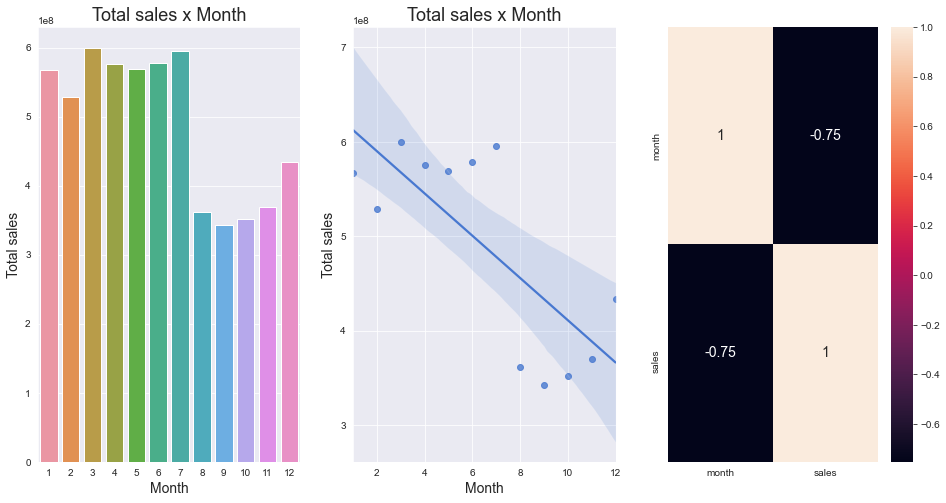 Total sales x Month
1e8
6
5
4
3
2
1
0
Total sales
1 2 3 4 5 6 7 8 9 10 11 12
Month
Total sales x Month
1e8
7
6
5
4
3
Total sales
2 4 6 8 10 12
Month
month
sales
1
-0.75
-0.75
1
month sales
1.0
0.8
0.6
0.4
0.2
0.0
-0.2
-0.4
-0.6